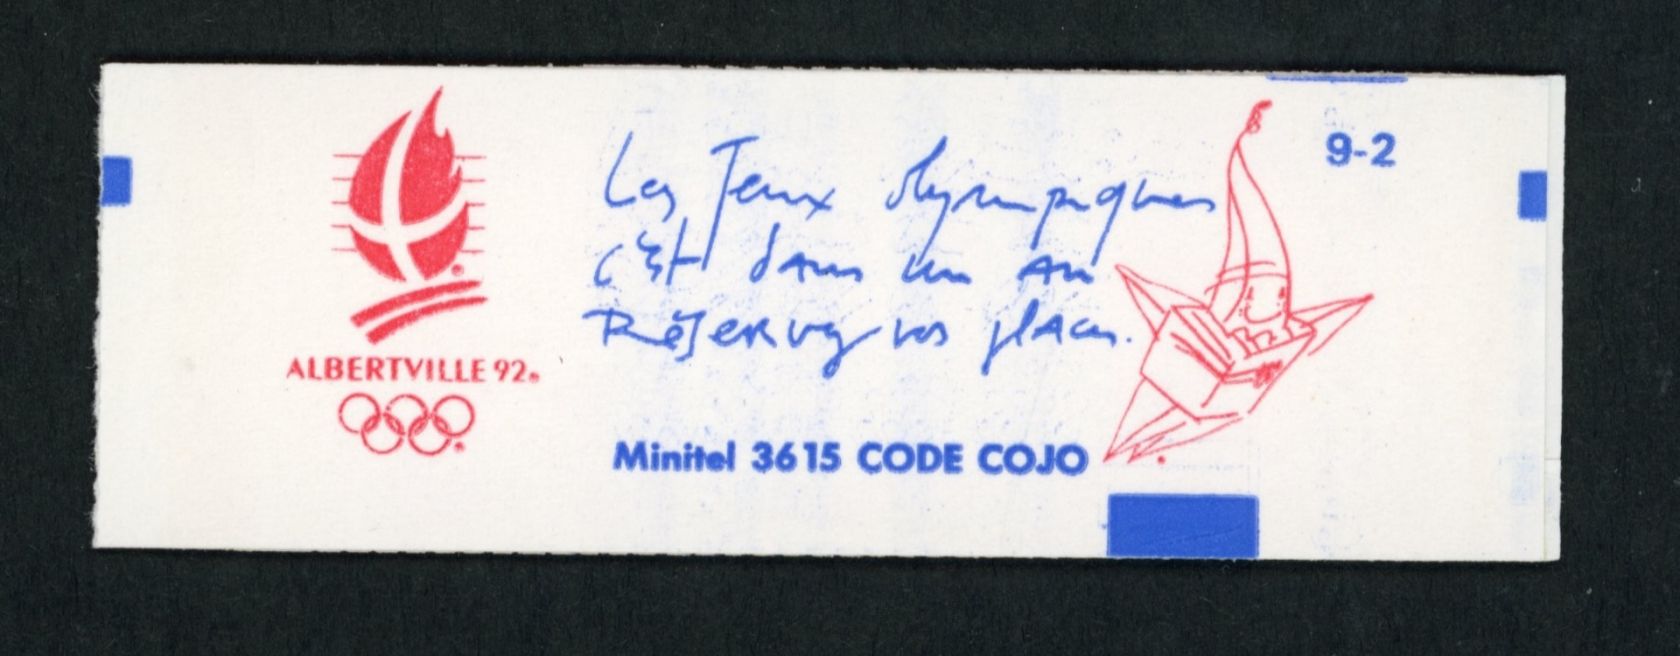 Les Jeux olympiques
c'est dans un an
Réservez vos places.
9-2
ALBERTVILLE 92
Minitel 3615 CODE COJO